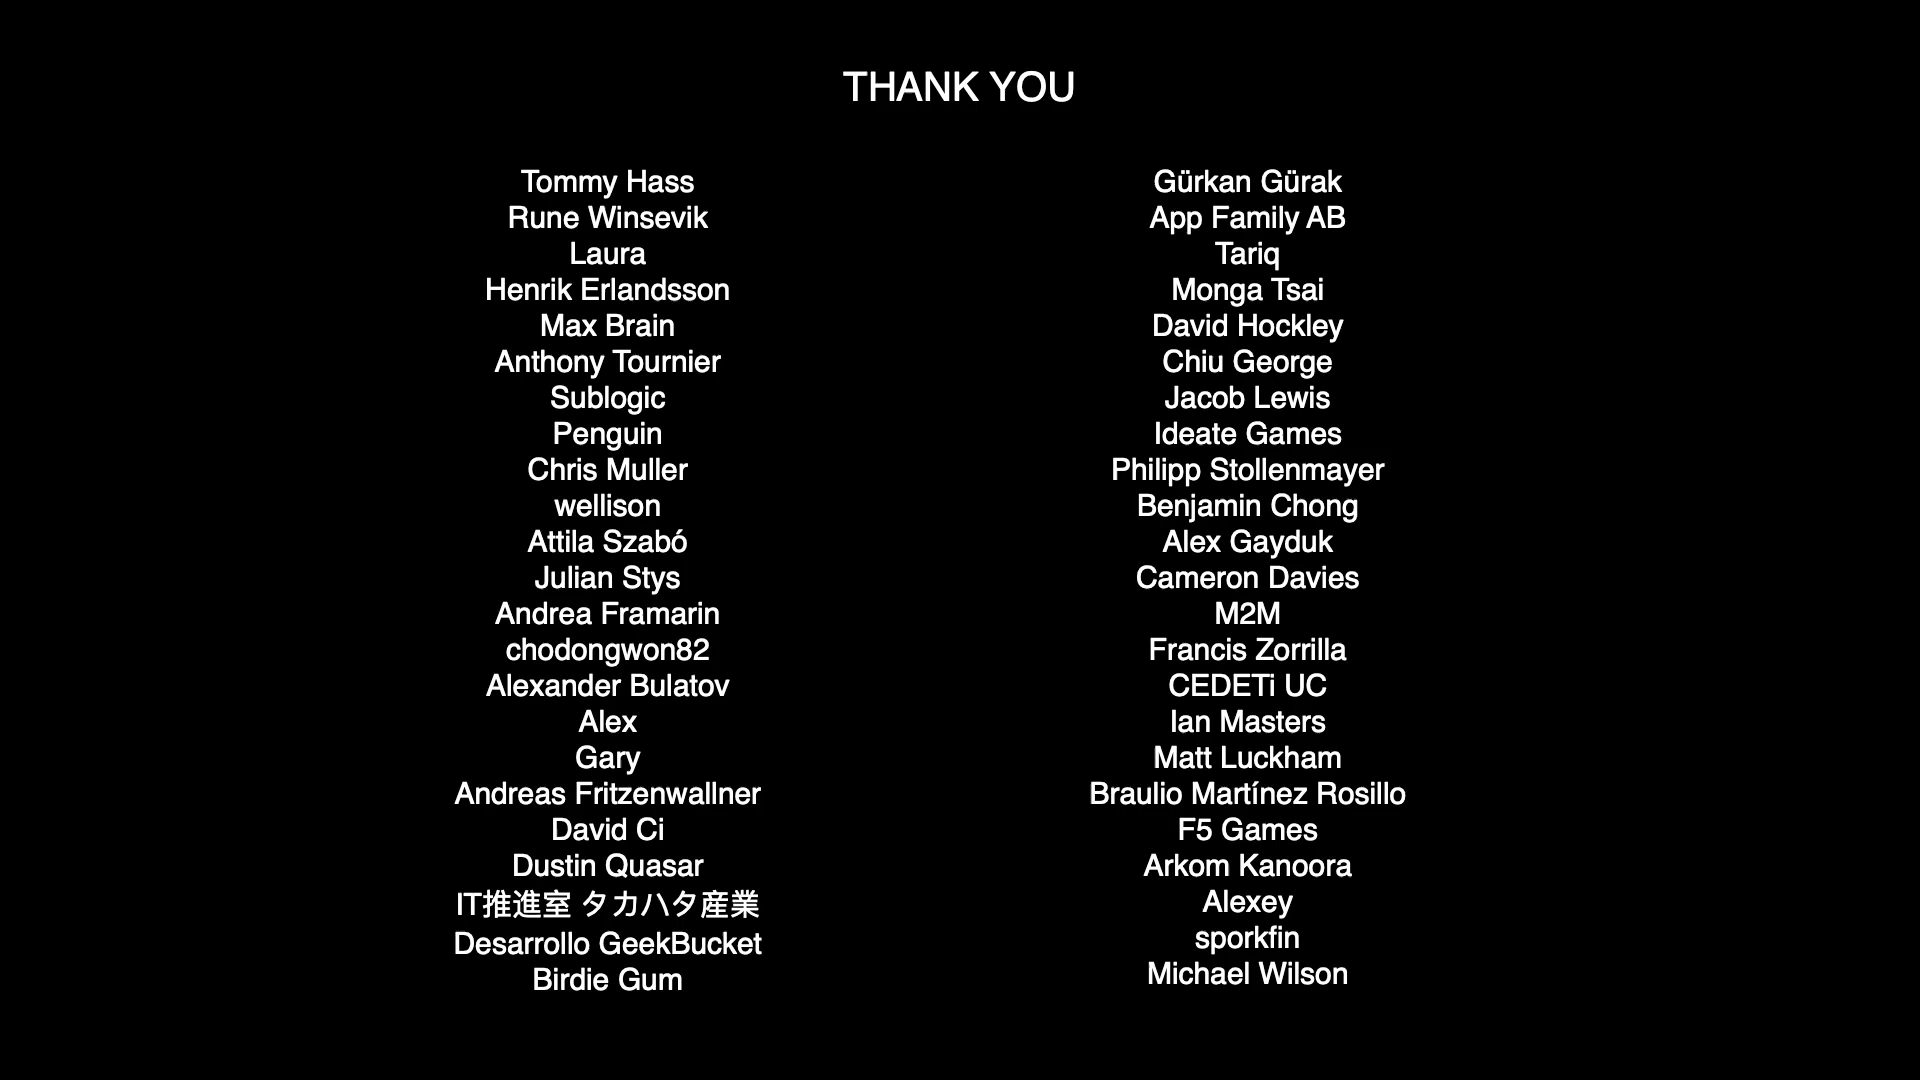 THANK YOU
Tommy Hass
Rune Winsevik
Laura
Henrik Erlandsson
Max Brain
Anthony Tournier
Sublogic
Penguin
Chris Muller
wellison
Attila Szabó
Julian Stys
Andrea Framarin
chodongwon82
Alexander Bulatov
Alex
Gary
Andreas Fritzenwallner
David Ci
Dustin Quasar
IT推進室 タカハタ産業
Desarrollo GeekBucket
Birdie Gum
Gürkan Gürak
App Family AB
Tariq
Monga Tsai
David Hockley
Chiu George
Jacob Lewis
Ideate Games
Philipp Stollenmayer
Benjamin Chong
Alex Gayduk
Cameron Davies
M2M
Francis Zorrilla
CEDETi UC
Ian Masters
Matt Luckham
Braulio Martínez Rosillo
F5 Games
Arkom Kanoora
Alexey
sporkfin
Michael Wilson